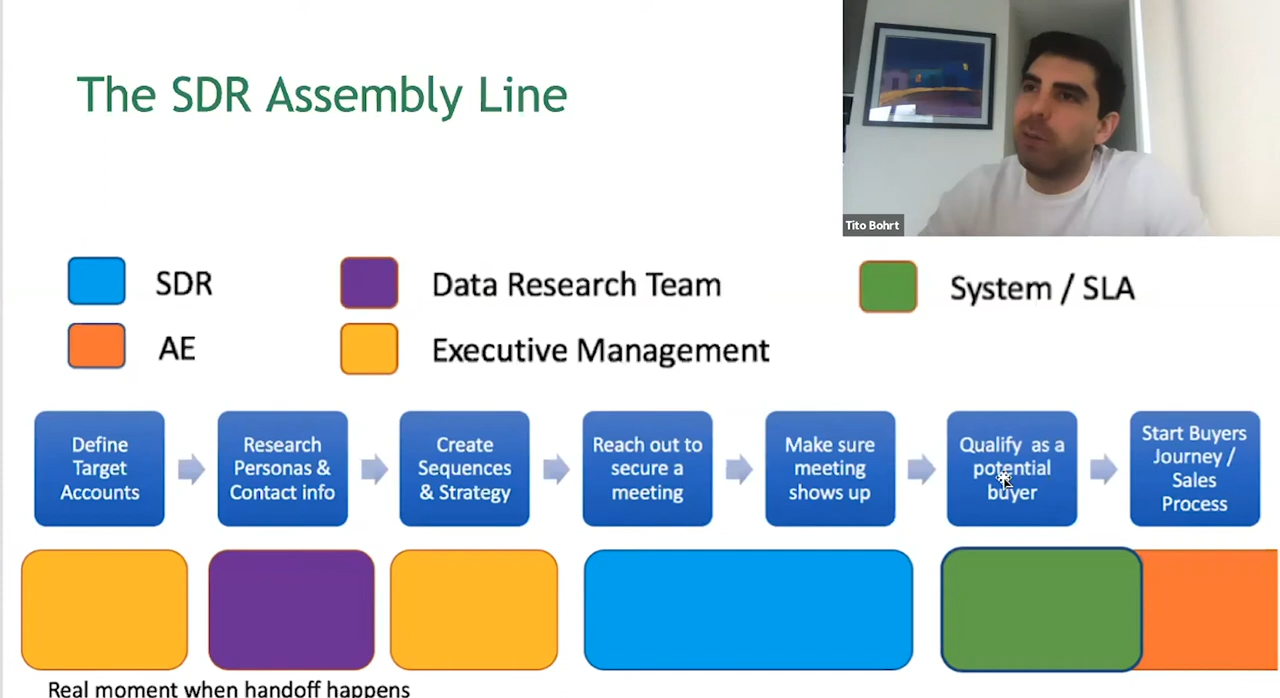 The SDR Assembly Line
Tito Bohrt
SDR
Data Research Team
System / SLA
AE
Executive Management
Define
Target
Accounts
Research
Personas &
Contact info
Create
Sequences
& Strategy
Reach out to
secure a
meeting
Make sure
meeting
shows up
Qualify as a
potential
buyer
Start Buyers
Journey /
Sales
Process
Real moment when handoff happens